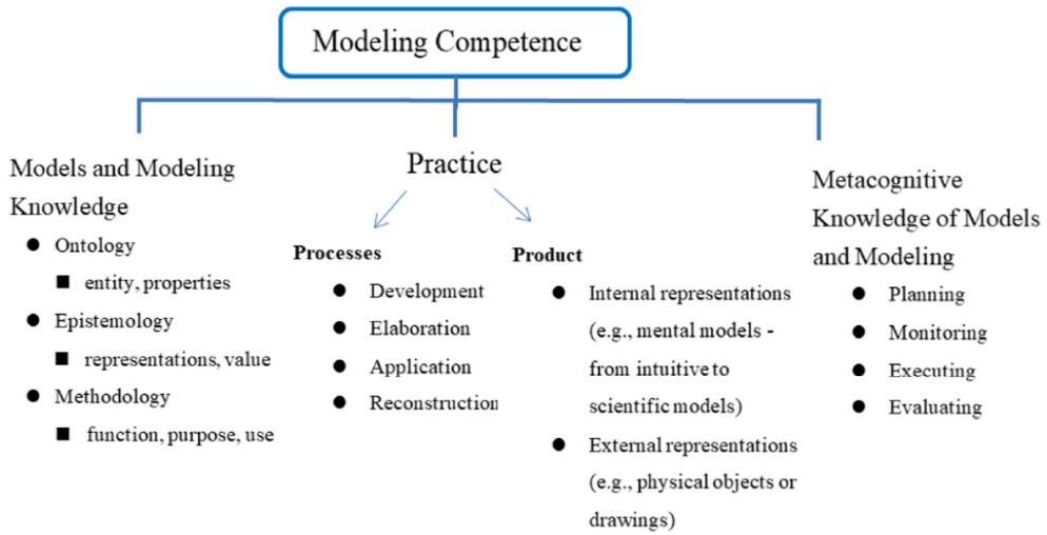 Modeling Competence
Models and Modeling
Knowledge
● Ontology
■ entity, properties
● Epistemology
■ representations, value
● Methodology
■ function, purpose, use
Practice
Processes
● Development
● Elaboration
● Application
● Reconstruction
Product
● Internal representations
(e.g., mental models -
from intuitive to
scientific models)
● External representations
(e.g., physical objects or
drawings)
Metacognitive
Knowledge of Models
and Modeling
● Planning
● Monitoring
● Executing
● Evaluating